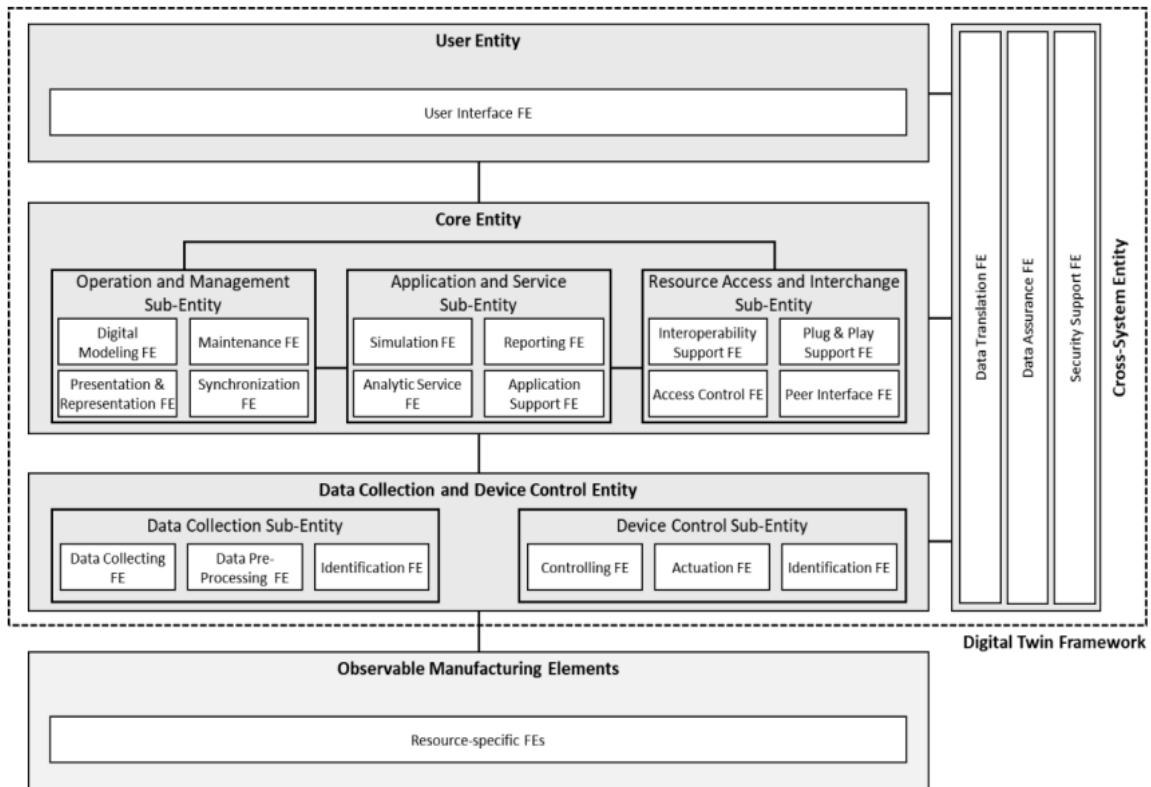 User Entity
User Interface FE
Core Entity
Operation and Management
Sub-Entity
Digital
Modeling FE
Maintenance FE
Presentation &
Representation FE
Synchronization
FE
Application and Service
Sub-Entity
Simulation FE
Reporting FE
Analytic Service
FE
Application
Support FE
Resource Access and Interchange
Sub-Entity
Interoperability
Support FE
Plug & Play
Support FE
Access Control FE
Peer Interface FE
Data Collection and Device Control Entity
Data Collection Sub-Entity
Data Collecting
FE
Data Pre-
Processing FE
Identification FE
Device Control Sub-Entity
Controlling FE
Actuation FE
Identification FE
Data Translation FE
Data Assurance FE
Security Support FE
Cross-System Entity
Digital Twin Framework
Observable Manufacturing Elements
Resource-specific FEs